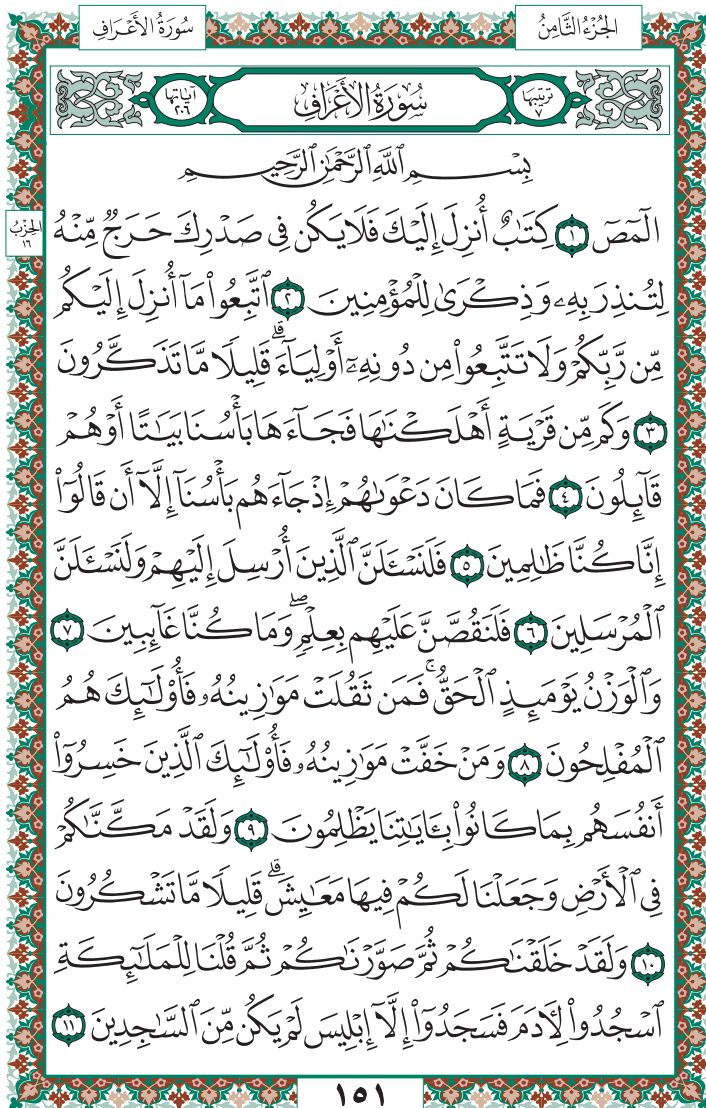 الجُزْءُ الثَّامِنُ
سُورَةُ الأَعْرَافِ
تَرتيبُهَا ٧
سُورَةُ الأَعْرَافِ
آيَاتُهَا ٢٠٦
بِسْمِ ٱللَّهِ ٱلرَّحْمَٰنِ ٱلرَّحِيمِ
الحِزْبُ ١٦
الٓمٓصٓ ١ كِتَٰبٌ أُنزِلَ إِلَيْكَ فَلَا يَكُن فِى صَدْرِكَ حَرَجٌ مِّنْهُ
لِتُنذِرَ بِهِۦ وَذِكْرَىٰ لِلْمُؤْمِنِينَ ٢ ٱتَّبِعُوا۟ مَآ أُنزِلَ إِلَيْكُم
مِّن رَّبِّكُمْ وَلَا تَتَّبِعُوا۟ مِن دُونِهِۦٓ أَوْلِيَآءَ ۗ قَلِيلًا مَّا تَذَكَّرُونَ
٣ وَكَم مِّن قَرْيَةٍ أَهْلَكْنَٰهَا فَجَآءَهَا بَأْسُنَا بَيَٰتًا أَوْ هُمْ
قَآئِلُونَ ٤ فَمَا كَانَ دَعْوَىٰهُمْ إِذْ جَآءَهُم بَأْسُنَآ إِلَّآ أَن قَالُوٓا۟
إِنَّا كُنَّا ظَٰلِمِينَ ٥ فَلَنَسْـَٔلَنَّ ٱلَّذِينَ أُرْسِلَ إِلَيْهِمْ وَلَنَسْـَٔلَنَّ
ٱلْمُرْسَلِينَ ٦ فَلَنَقُصَّنَّ عَلَيْهِم بِعِلْمٍ ۖ وَمَا كُنَّا غَآئِبِينَ ٧
وَٱلْوَزْنُ يَوْمَئِذٍ ٱلْحَقُّ ۚ فَمَن ثَقُلَتْ مَوَٰزِينُهُۥ فَأُو۟لَٰٓئِكَ هُمُ
ٱلْمُفْلِحُونَ ٨ وَمَنْ خَفَّتْ مَوَٰزِينُهُۥ فَأُو۟لَٰٓئِكَ ٱلَّذِينَ خَسِرُوٓا۟
أَنفُسَهُم بِمَا كَانُوا۟ بِـَٔايَٰتِنَا يَظْلِمُونَ ٩ وَلَقَدْ مَكَّنَّٰكُمْ
فِى ٱلْأَرْضِ وَجَعَلْنَا لَكُمْ فِيهَا مَعَٰيِشَ ۗ قَلِيلًا مَّا تَشْكُرُونَ
١٠ وَلَقَدْ خَلَقْنَٰكُمْ ثُمَّ صَوَّرْنَٰكُمْ ثُمَّ قُلْنَا لِلْمَلَٰٓئِكَةِ
ٱسْجُدُوا۟ لِـَٔادَمَ فَسَجَدُوٓا۟ إِلَّآ إِبْلِيسَ لَمْ يَكُن مِّنَ ٱلسَّٰجِدِينَ ١١
١٥١